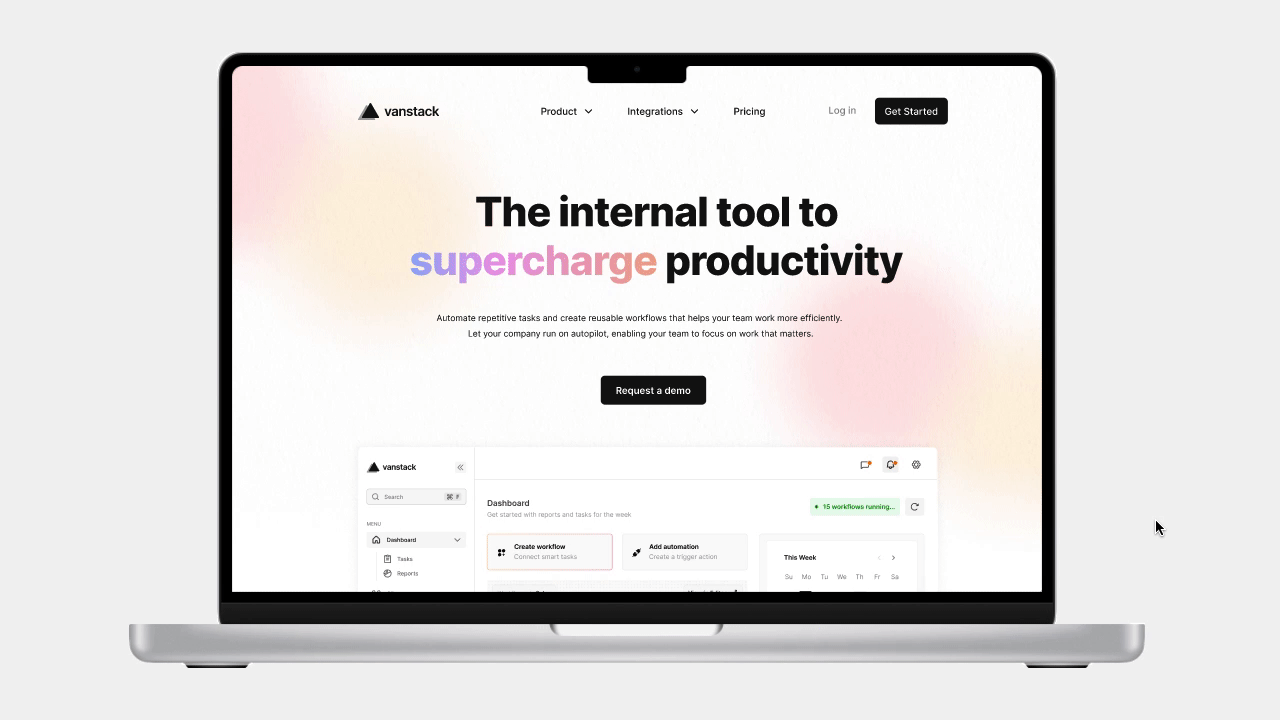 vanstack
Product
Integrations
Pricing
Log in
Get Started
The internal tool to
supercharge productivity
Automate repetitive tasks and create reusable workflows that helps your team work more efficiently.
Let your company run on autopilot, enabling your team to focus on work that matters.
Request a demo
vanstack
Search
⌘ F
MENU
Dashboard
Tasks
Reports
Dashboard
Get started with reports and tasks for the week
15 workflows running...
Create workflow
Connect smart tasks
Add automation
Create a trigger action
This Week
Su Mo Tu We Th Fr Sa